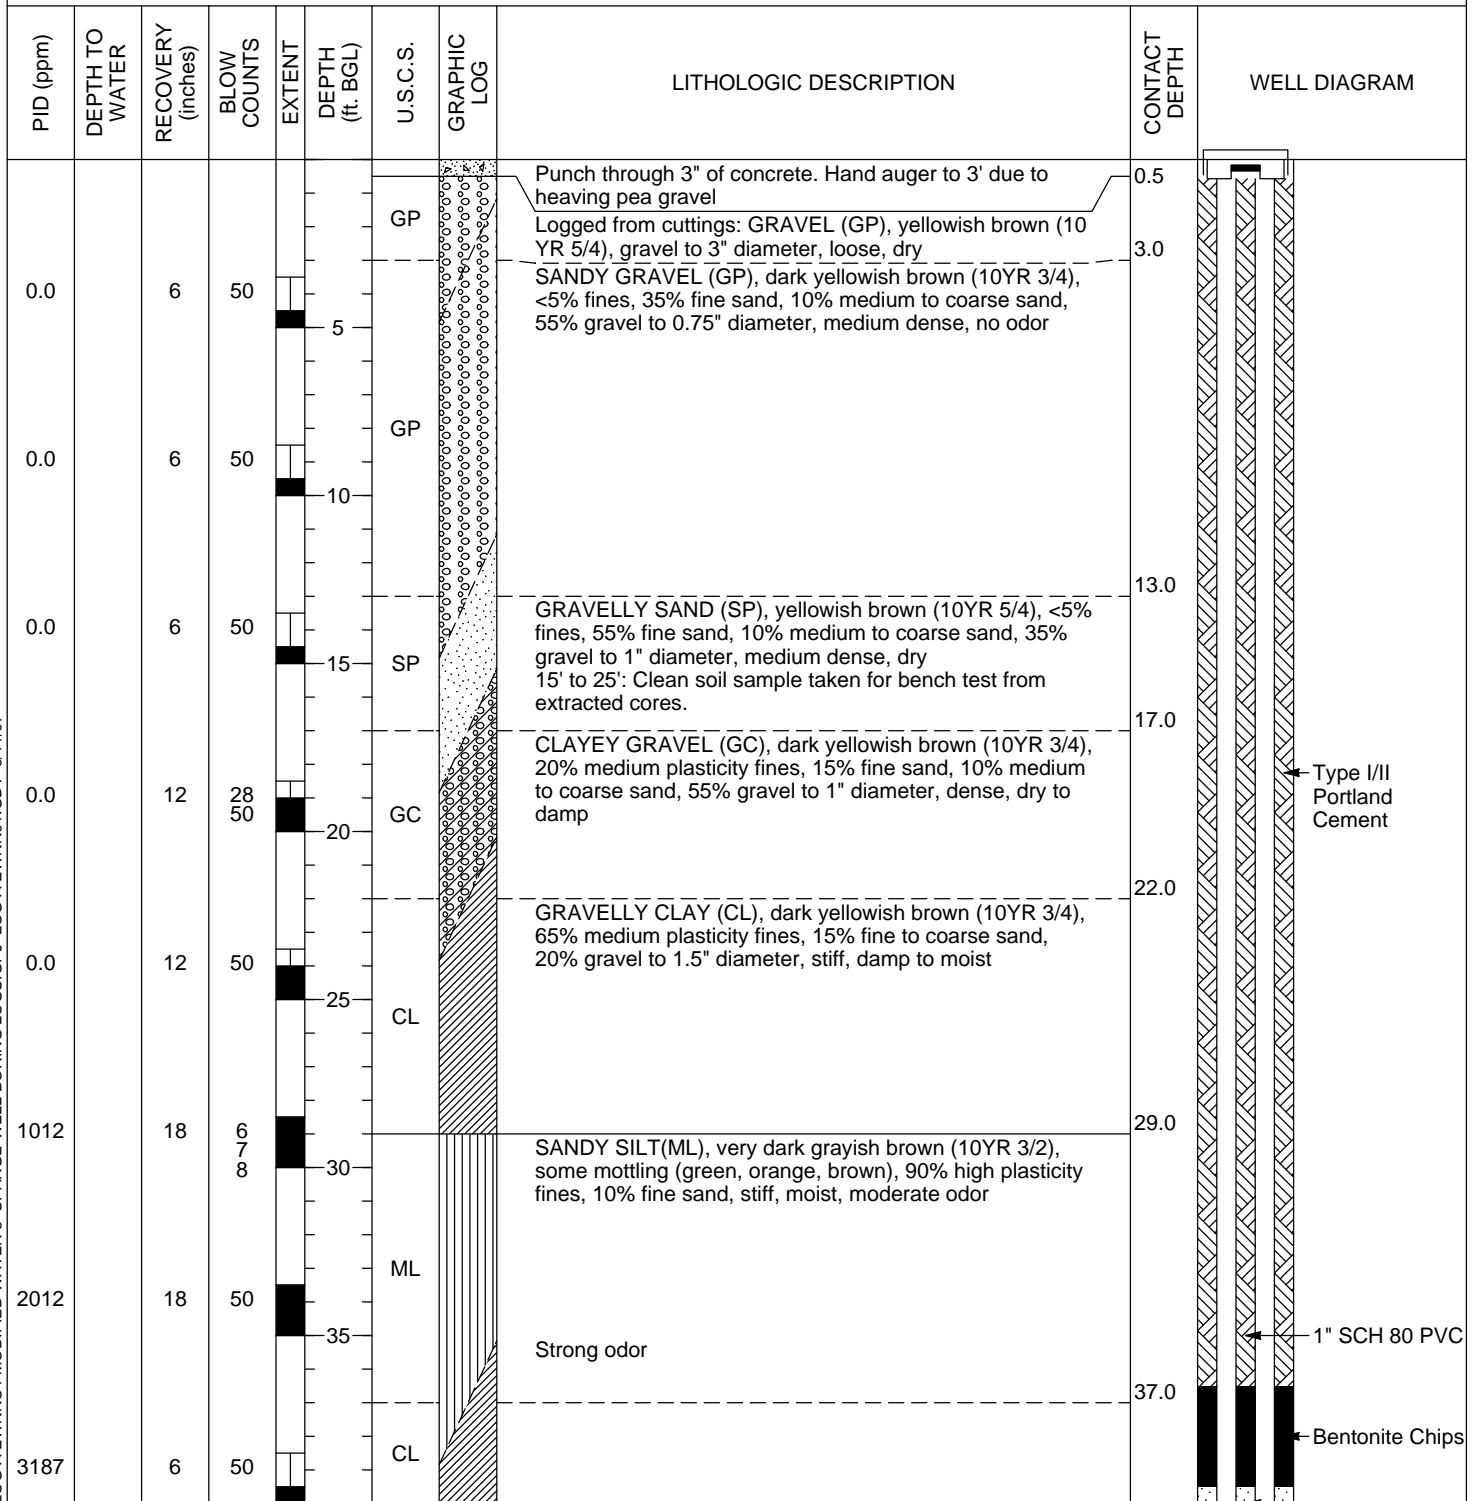 PID (ppm)
DEPTH TO
WATER
RECOVERY
(inches)
BLOW
COUNTS
EXTENT
DEPTH
(ft. BGL)
U.S.C.S.
GRAPHIC
LOG
LITHOLOGIC DESCRIPTION
CONTACT
DEPTH
WELL DIAGRAM
Punch through 3" of concrete. Hand auger to 3' due to
heaving pea gravel
0.5
GP
Logged from cuttings: GRAVEL (GP), yellowish brown (10
YR 5/4), gravel to 3" diameter, loose, dry
3.0
SANDY GRAVEL (GP), dark yellowish brown (10YR 3/4),
<5% fines, 35% fine sand, 10% medium to coarse sand,
55% gravel to 0.75" diameter, medium dense, no odor
0.0 6 50
5
GP
0.0 6 50
10
13.0
GRAVELLY SAND (SP), yellowish brown (10YR 5/4), <5%
fines, 55% fine sand, 10% medium to coarse sand, 35%
gravel to 1" diameter, medium dense, dry
15' to 25': Clean soil sample taken for bench test from
extracted cores.
0.0 6 50
15
SP
17.0
CLAYEY GRAVEL (GC), dark yellowish brown (10YR 3/4),
20% medium plasticity fines, 15% fine sand, 10% medium
to coarse sand, 55% gravel to 1" diameter, dense, dry to
damp
Type I/II
Portland
Cement
0.0 12 28
50
GC
20
22.0
GRAVELLY CLAY (CL), dark yellowish brown (10YR 3/4),
65% medium plasticity fines, 15% fine to coarse sand,
20% gravel to 1.5" diameter, stiff, damp to moist
0.0 12 50
25
CL
29.0
1012 18 6
7
8
SANDY SILT(ML), very dark grayish brown (10YR 3/2),
some mottling (green, orange, brown), 90% high plasticity
fines, 10% fine sand, stiff, moist, moderate odor
30
ML
2012 18 50
35
1" SCH 80 PVC
Strong odor
37.0
CL
Bentonite Chips
3187 6 50